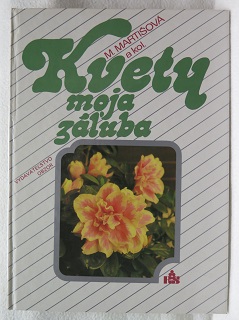 M. MARTIŠOVÁ
a kol.
Kvety
moja
záľuba
VYDAVATEĽSTVO
OBZOR